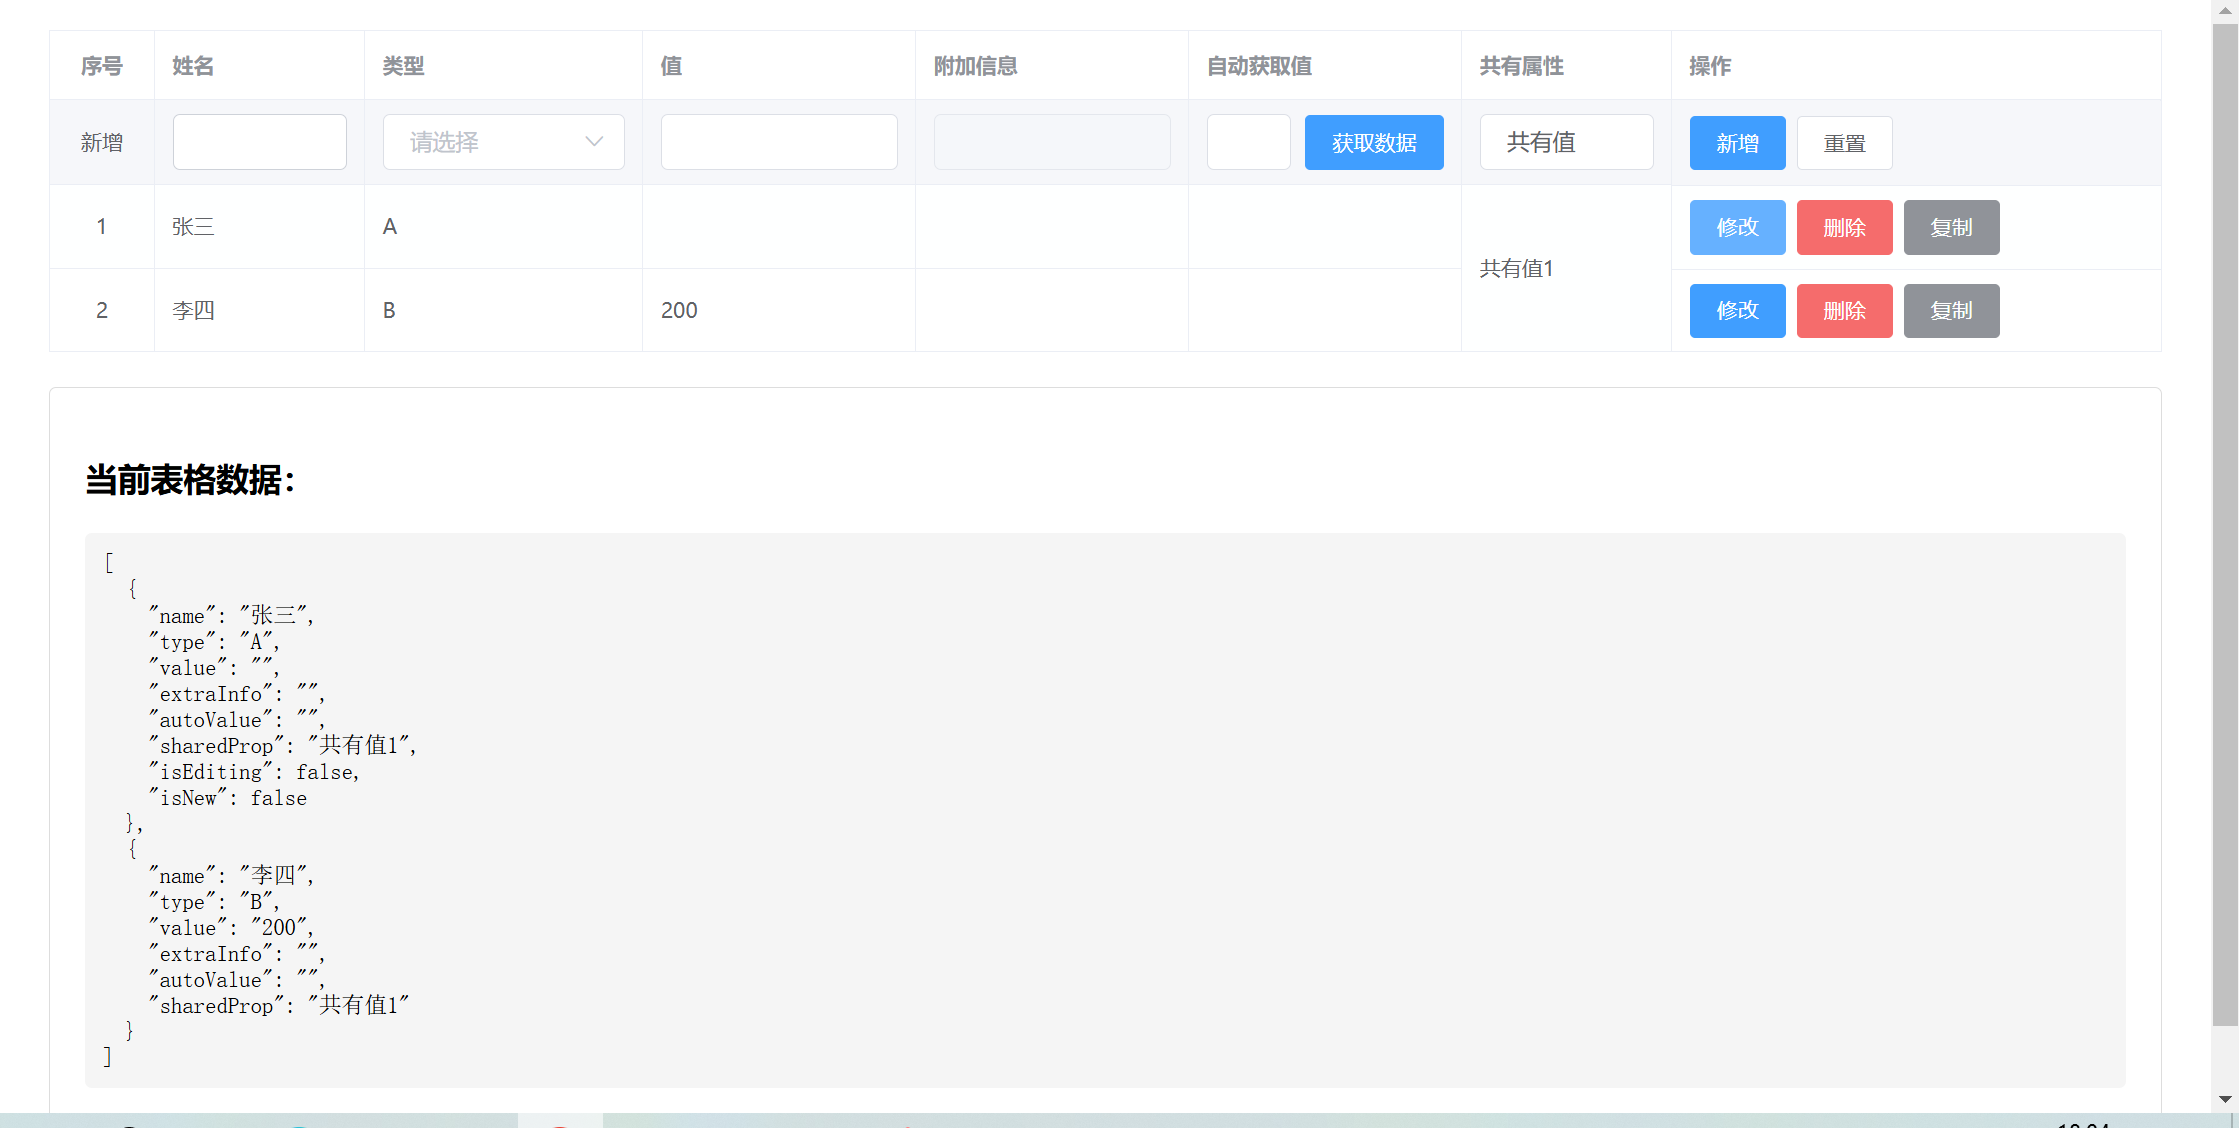 序号 姓名 类型 值 附加信息 自动获取值 共有属性 操作
新增 请选择 获取数据 共有值 新增 重置
1 张三 A 修改 删除 复制
共有值1
2 李四 B 200 修改 删除 复制
当前表格数据：
[
  {
    "name": "张三",
    "type": "A",
    "value": "",
    "extraInfo": "",
    "autoValue": "",
    "sharedProp": "共有值1",
    "isEditing": false,
    "isNew": false
  },
  {
    "name": "李四",
    "type": "B",
    "value": "200",
    "extraInfo": "",
    "autoValue": "",
    "sharedProp": "共有值1"
  }
]